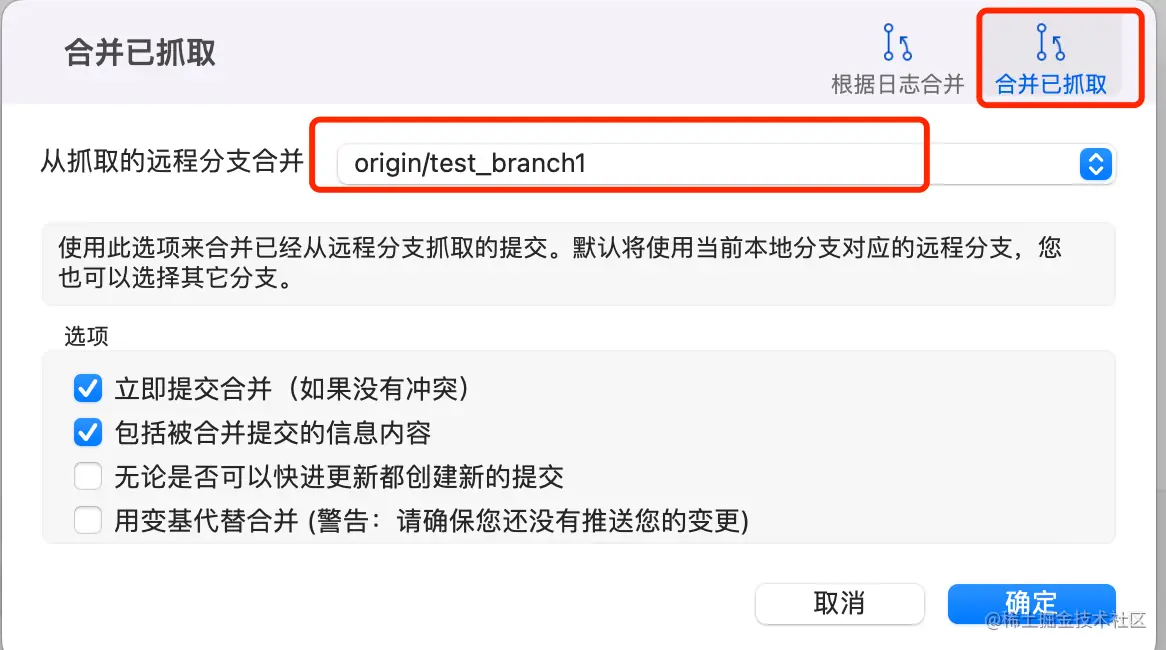 合并已抓取
根据日志合并
合并已抓取
从抓取的远程分支合并
origin/test_branch1
使用此选项来合并已经从远程分支抓取的提交。默认将使用当前本地分支对应的远程分支，您
也可以选择其它分支。
选项
立即提交合并（如果没有冲突）
包括被合并提交的信息内容
无论是否可以快进更新都创建新的提交
用变基代替合并 (警告：请确保您还没有推送您的变更)
取消
确定
@稀土掘金技术社区